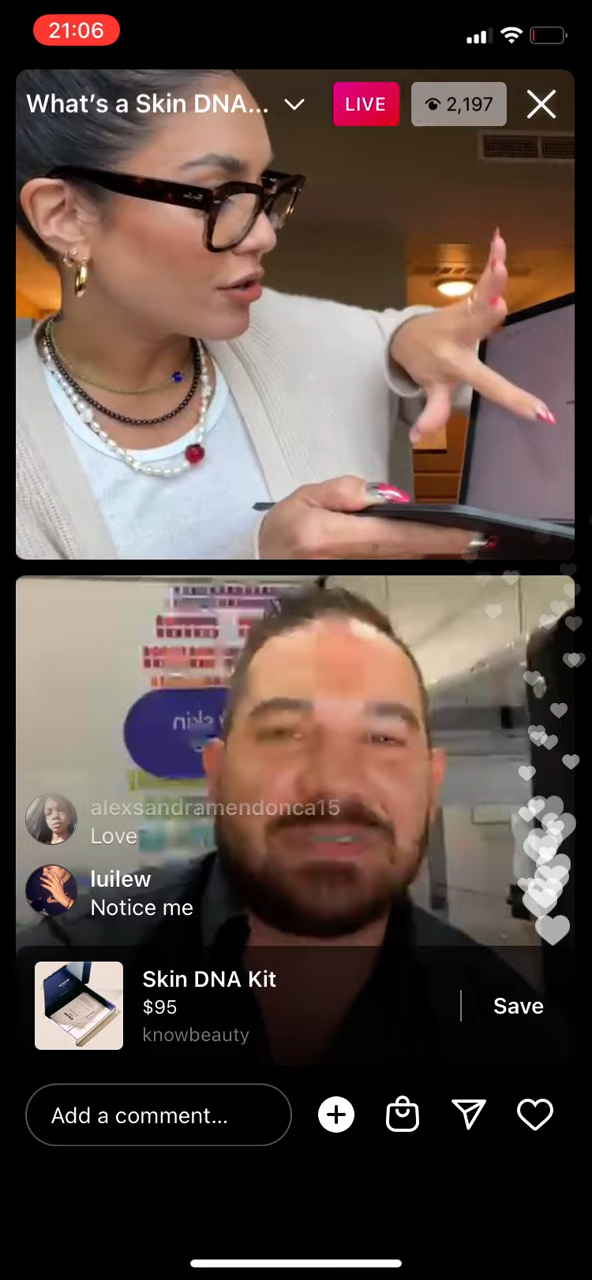 21:06
What's a Skin DNA...
LIVE
2,197
alexsandramendonca15
Love
luilew
Notice me
Skin DNA Kit
$95
knowbeauty
Save
Add a comment...